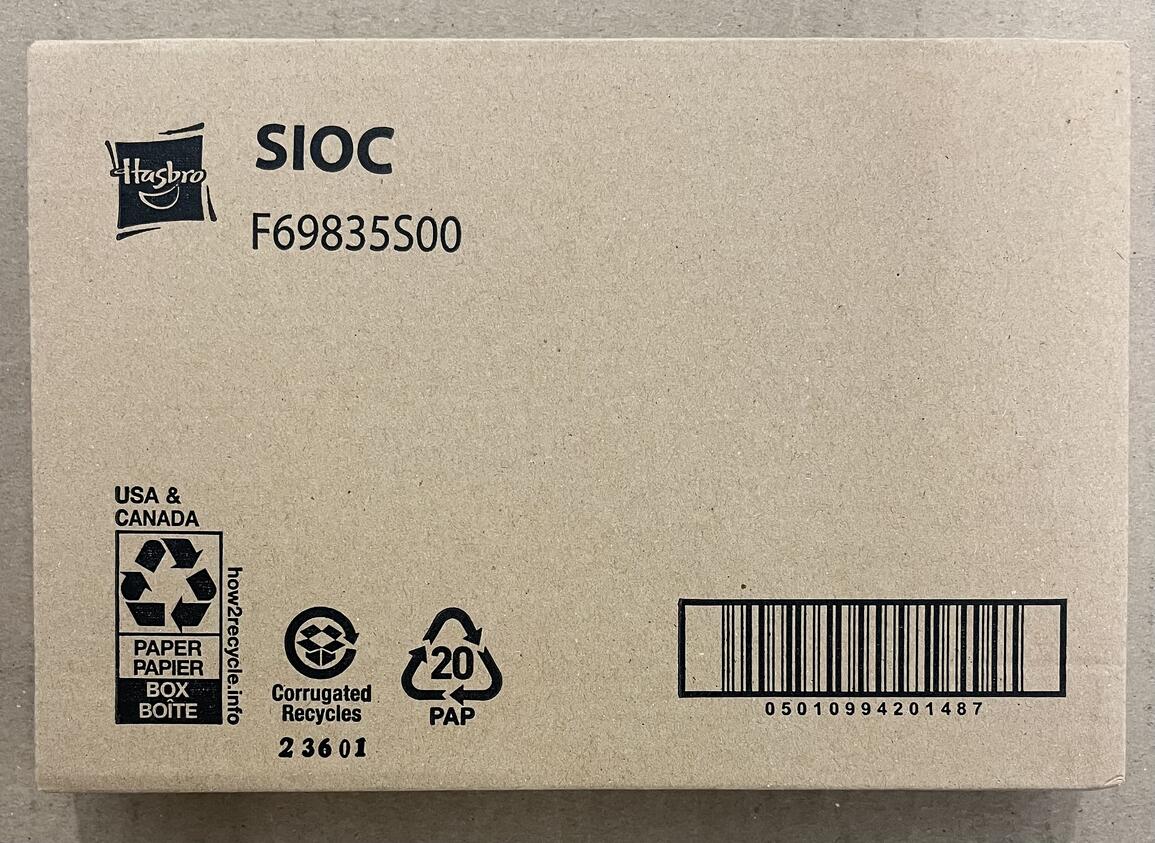 Hasbro
SIOC
F69835S00
USA &
CANADA
PAPER
PAPIER
BOX
BOÎTE
how2recycle.info
Corrugated
Recycles
23601
20
PAP
05010994201487